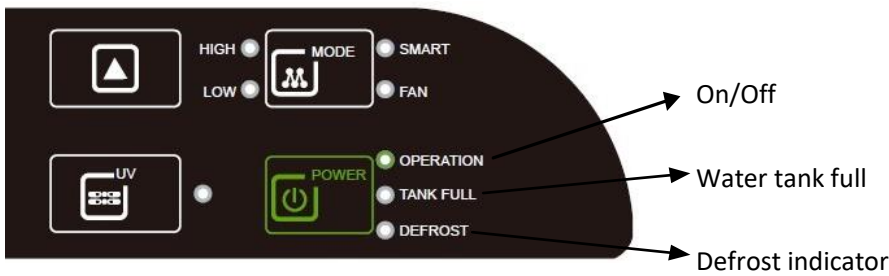 HIGH MODE SMART
LOW FAN
On/Off
UV POWER OPERATION
TANK FULL
Water tank full
DEFROST
Defrost indicator